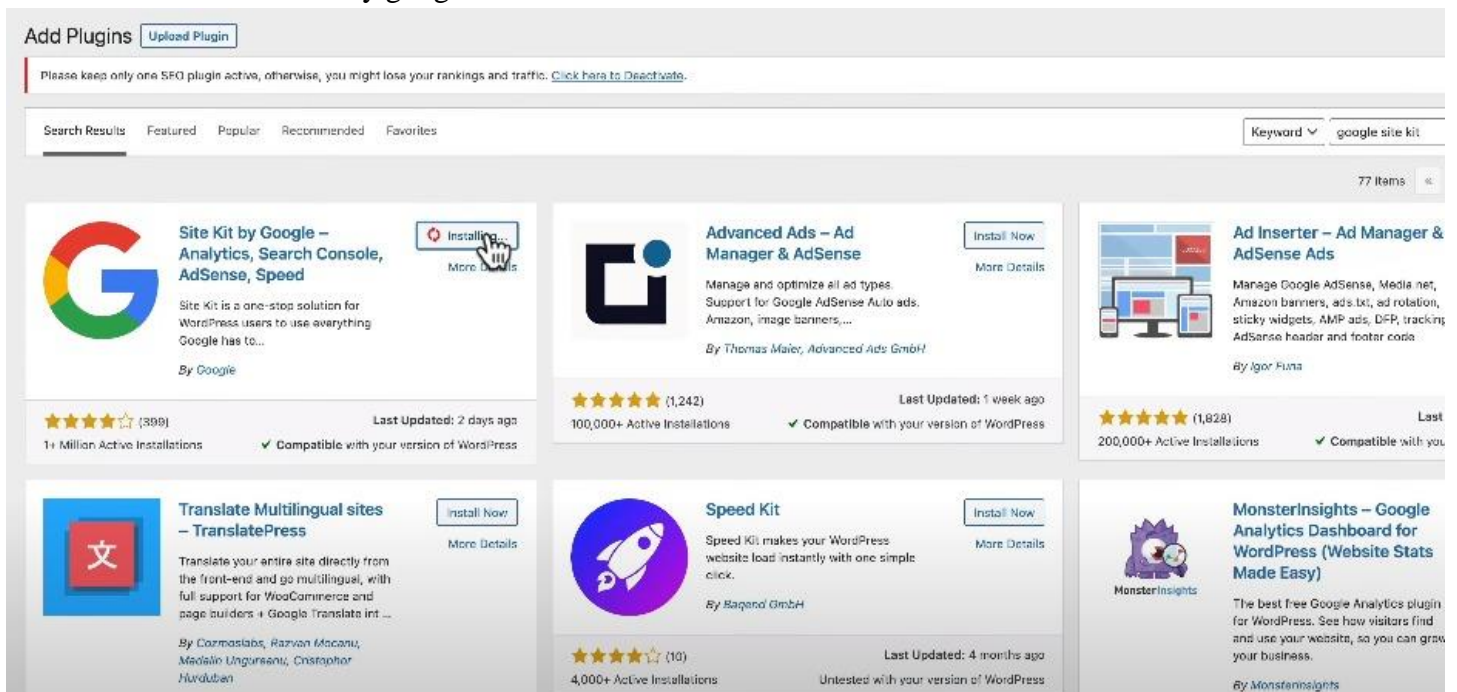 Add Plugins Upload Plugin
Please keep only one SEO plugin active, otherwise, you might lose your rankings and traffic. Click here to Deactivate.
Search Results Featured Popular Recommended Favorites
Keyword google site kit
77 items «
Site Kit by Google –
Analytics, Search Console,
AdSense, Speed
Installing...
More Details
Site Kit is a one-stop solution for
WordPress users to use everything
Google has to...
By Google
(399)
Last Updated: 2 days ago
1+ Million Active Installations
Compatible with your version of WordPress
Advanced Ads – Ad
Manager & AdSense
Install Now
More Details
Manage and optimize all ad types.
Support for Google AdSense Auto ads.
Amazon, image banners,...
By Thomas Maier, Advanced Ads GmbH
(1,242)
Last Updated: 1 week ago
100,000+ Active Installations
Compatible with your version of WordPress
Ad Inserter – Ad Manager &
AdSense Ads
Manage Google AdSense, Media.net,
Amazon banners, ads.txt, ad rotation,
sticky widgets, AMP ads, DFP, tracking
AdSense header and footer code
By Igor Funa
(1,828)
Last
200,000+ Active Installations
Compatible with you
文
Translate Multilingual sites
– TranslatePress
Install Now
More Details
Translate your entire site directly from
the front-end and go multilingual, with
full support for WooCommerce and
page builders + Google Translate int ...
By Cozmoslabs, Razvan Mocanu,
Madalin Ungureanu, Cristophor
Hurduban
Speed Kit
Install Now
More Details
Speed Kit makes your WordPress
website load instantly with one simple
click.
By Baqend GmbH
(10)
Last Updated: 4 months ago
4,000+ Active Installations
Untested with your version of WordPress
MonsterInsights
MonsterInsights – Google
Analytics Dashboard for
WordPress (Website Stats
Made Easy)
The best free Google Analytics plugin
for WordPress. See how visitors find
and use your website, so you can grow
your business.
By MonsterInsights